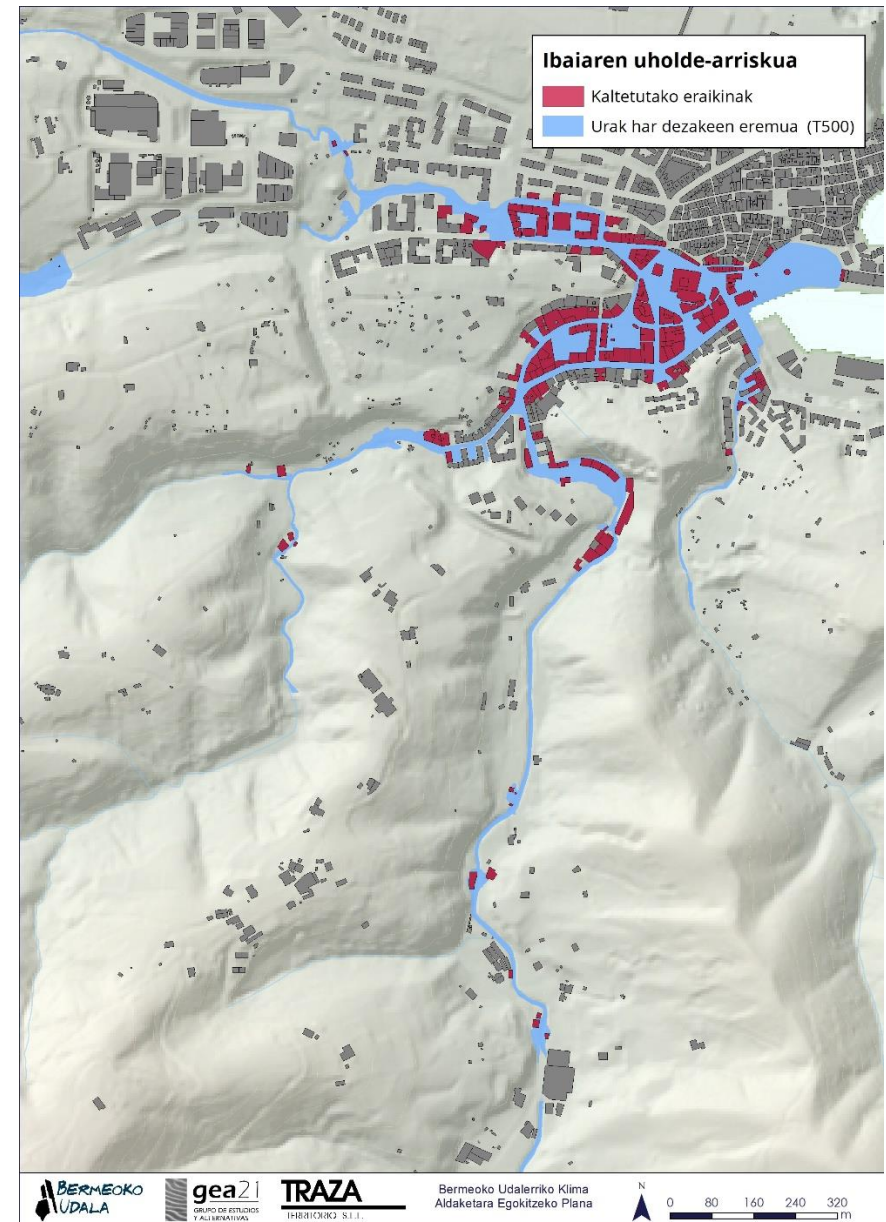 Ibaiaren uholde-arriskua
Kaltetutako eraikinak
Urak har dezakeen eremua (T500)
BERMEOKO
UDALA
gea21
GRUPO DE ESTUDIOS
Y ALTERNATIVAS
TRAZA
TERRITORIO S.L.L.
Bermeoko Udalerriko Klima
Aldaketara Egokitzeko Plana
N
0 80 160 240 320
m